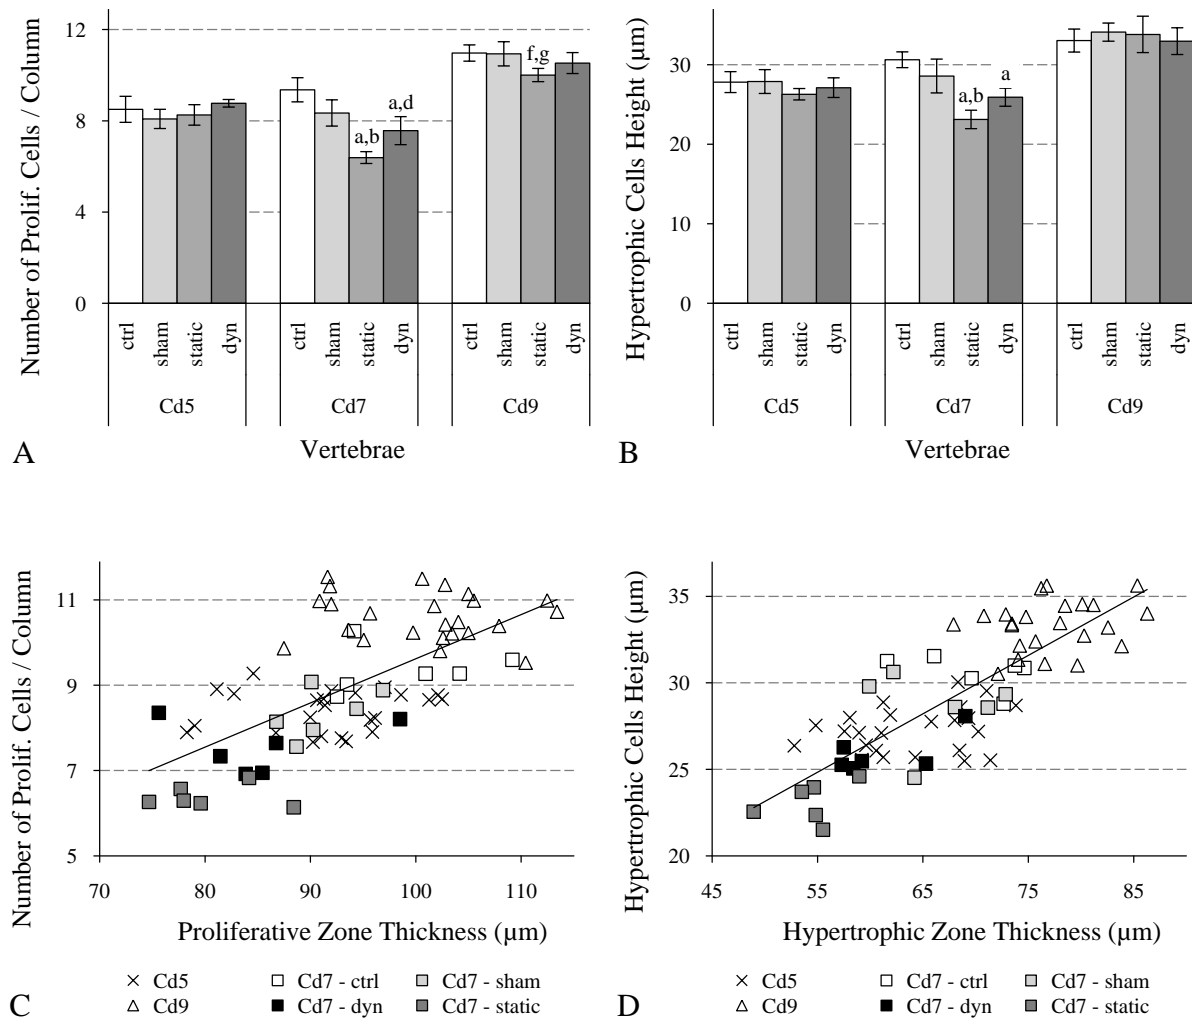 Number of Prolif. Cells / Column
12
8
4
0
f,g
a,d
a,b
ctrl
sham
static
dyn
ctrl
sham
static
dyn
ctrl
sham
static
dyn
Cd5
Cd7
Cd9
Vertebrae
A
Hypertrophic Cells Height (µm)
30
20
10
0
a
a,b
ctrl
sham
static
dyn
ctrl
sham
static
dyn
ctrl
sham
static
dyn
Cd5
Cd7
Cd9
Vertebrae
B
Number of Prolif. Cells / Column
11
9
7
5
70
80
90
100
110
Proliferative Zone Thickness (µm)
Cd5
Cd7 - ctrl
Cd7 - sham
Cd9
Cd7 - dyn
Cd7 - static
C
Hypertrophic Cells Height (µm)
35
30
25
20
45
55
65
75
85
Hypertrophic Zone Thickness (µm)
Cd5
Cd7 - ctrl
Cd7 - sham
Cd9
Cd7 - dyn
Cd7 - static
D